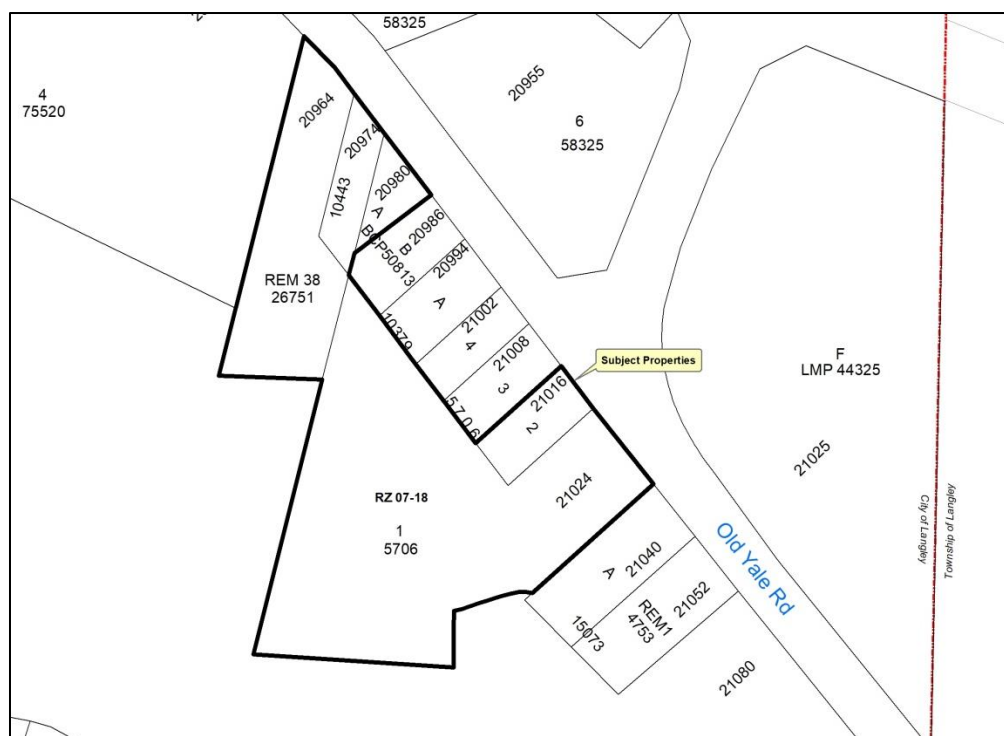 58325
4
75520
20964
20974
20980
10443
A
BCP50813
B
20986
20994
A
10379
21002
4
21008
3
5706
21016
2
20955
6
58325
Subject Properties
REM 38
26751
RZ 07-18
1
5706
21024
F
LMP 44325
21025
City of Langley
Township of Langley
Old Yale Rd
21040
A
15073
REM1
4753
21052
21080